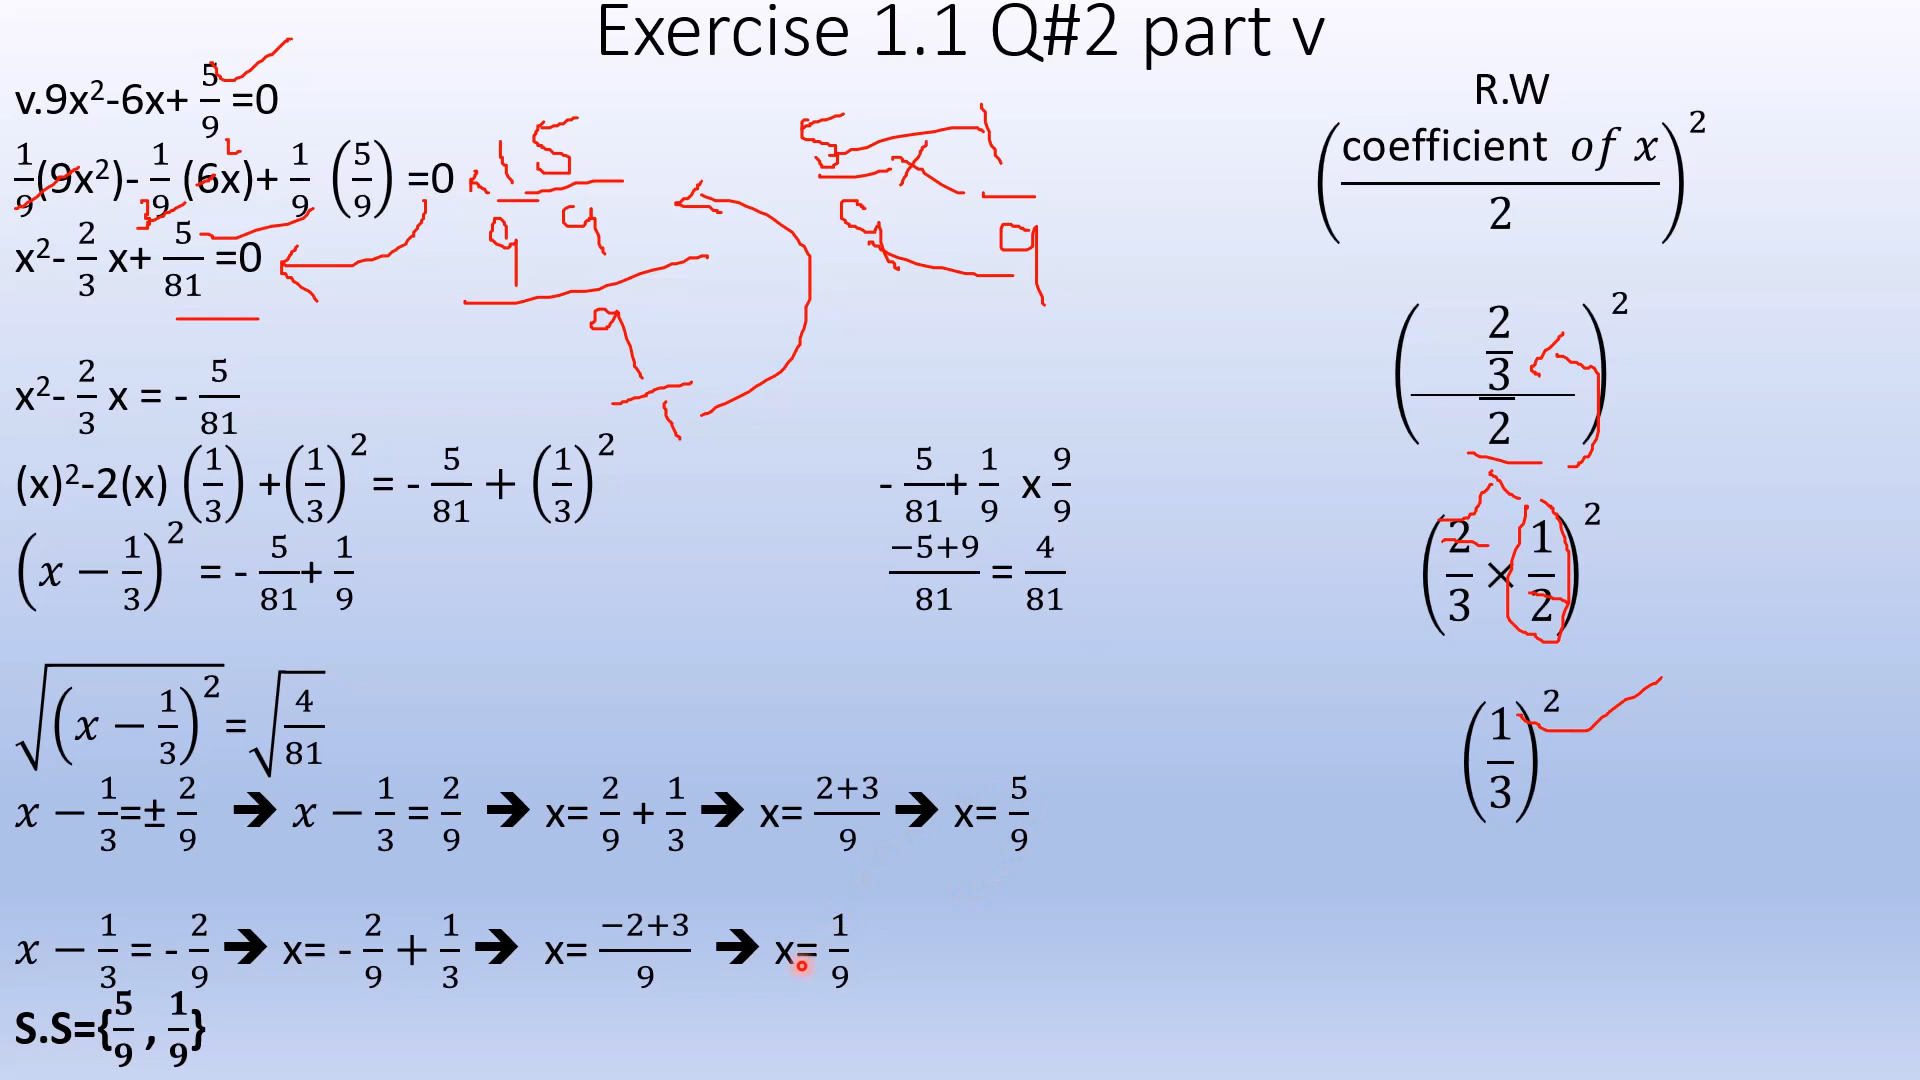 Exercise 1.1 Q#2 part v
v.9x²-6x+ 5/9 =0
1/9(9x²)- 1/9 (6x)+ 1/9 (5/9) =0
x²- 2/3 x+ 5/81 =0
x²- 2/3 x = - 5/81
(x)²-2(x) (1/3) +(1/3)² = - 5/81 + (1/3)²
(x − 1/3)² = - 5/81+ 1/9
√(x − 1/3)² = √4/81
x − 1/3=± 2/9 ➔ x − 1/3 = 2/9 ➔ x= 2/9 + 1/3 ➔ x= 2+3/9 ➔ x= 5/9
x − 1/3 = - 2/9 ➔ x= - 2/9 + 1/3 ➔ x= −2+3/9 ➔ x= 1/9
S.S={5/9 , 1/9}
- 5/81+ 1/9 x 9/9
−5+9/81 = 4/81
R.W
(coefficient of x/2)²
(2/3/2)²
(2/3 × 1/2)²
(1/3)²
5/9 × 1/9